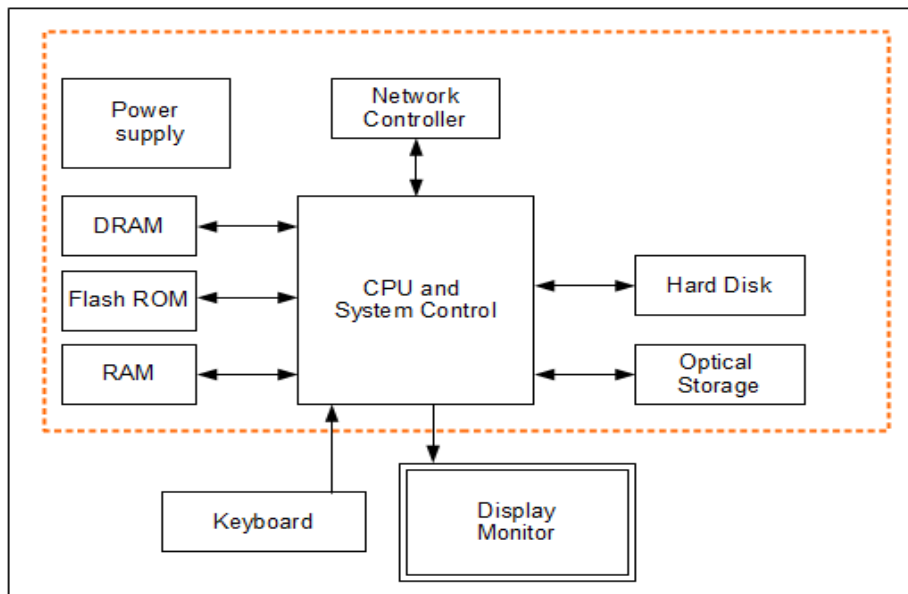 Power
supply
Network
Controller
DRAM
Flash ROM
RAM
CPU and
System Control
Hard Disk
Optical
Storage
Keyboard
Display
Monitor